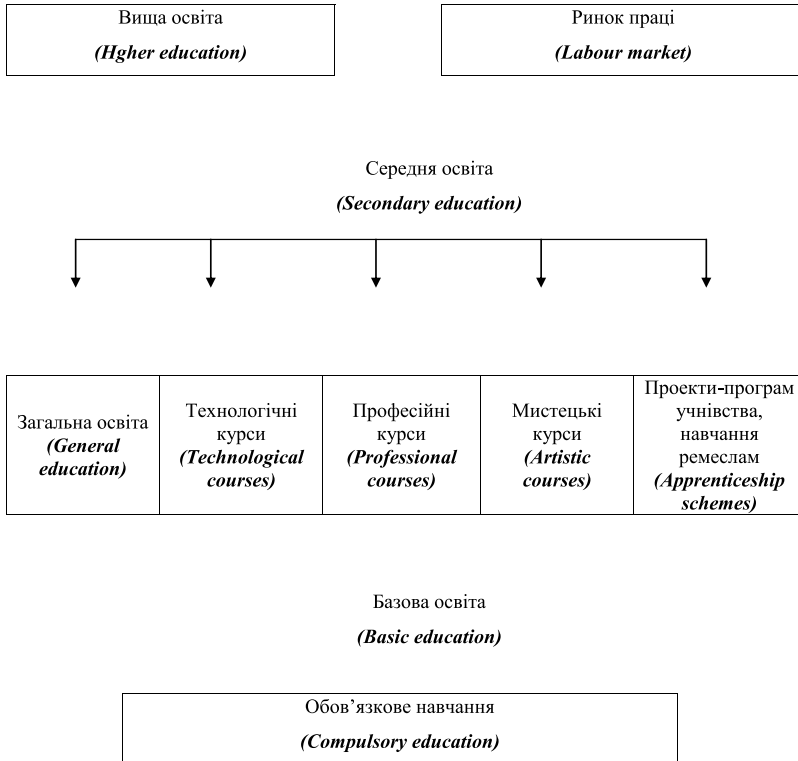 Вища освіта
(Hgher education)
Ринок праці
(Labour market)
Середня освіта
(Secondary education)
Загальна освіта
(General
education)
Технологічні
курси
(Technological
courses)
Професійні
курси
(Professional
courses)
Мистецькі
курси
(Artistic
courses)
Проекти-програм
учнівства,
навчання
ремеслам
(Apprenticeship
schemes)
Базова освіта
(Basic education)
Обов’язкове навчання
(Compulsory education)